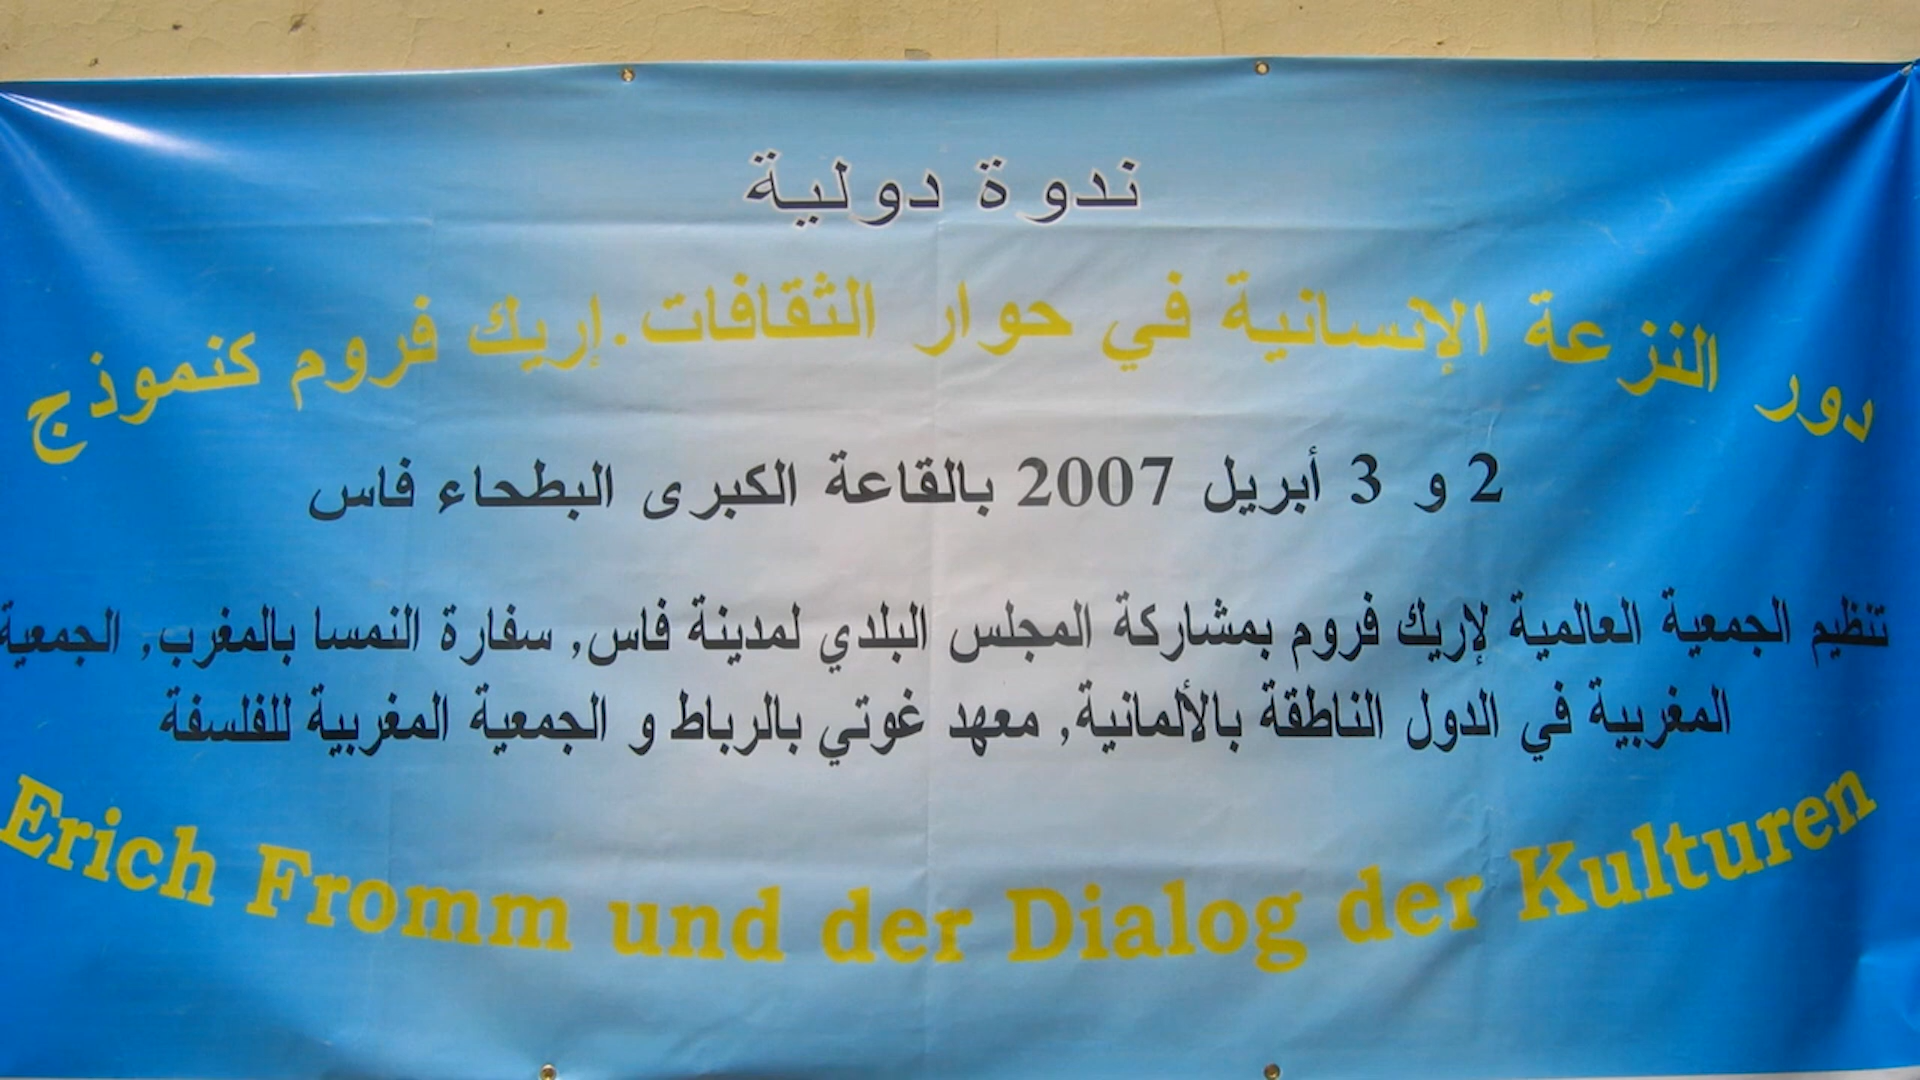 ندوة دولية
دور النزعة الإنسانية في حوار الثقافات.إريك فروم كنموذج
2 و 3 أبريل 2007 بالقاعة الكبرى البطحاء فاس
تنظيم الجمعية العالمية لإريك فروم بمشاركة المجلس البلدي لمدينة فاس, سفارة النمسا بالمغرب, الجمعية
المغربية في الدول الناطقة بالألمانية, معهد غوتي بالرباط و الجمعية المغربية للفلسفة
Erich Fromm und der Dialog der Kulturen